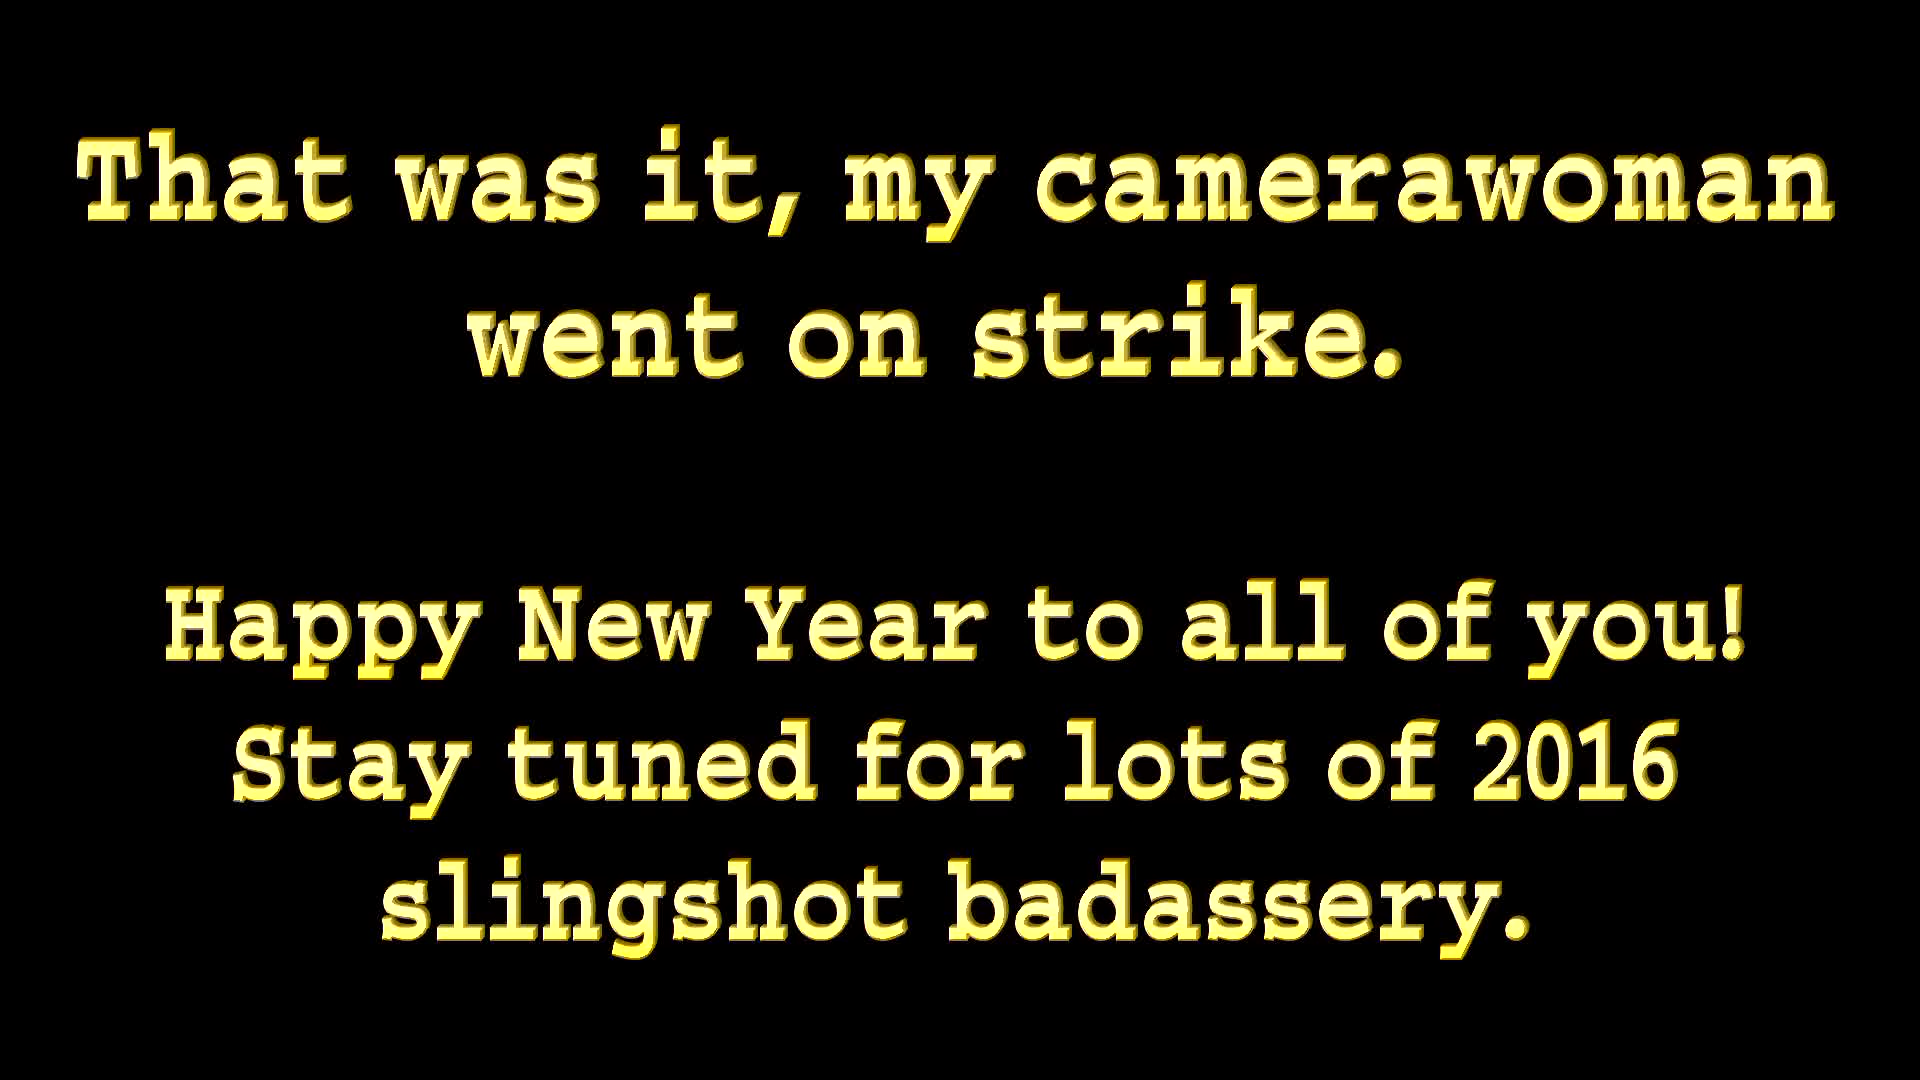 That was it, my camerawoman
went on strike.
Happy New Year to all of you!
Stay tuned for lots of 2016
slingshot badassery.